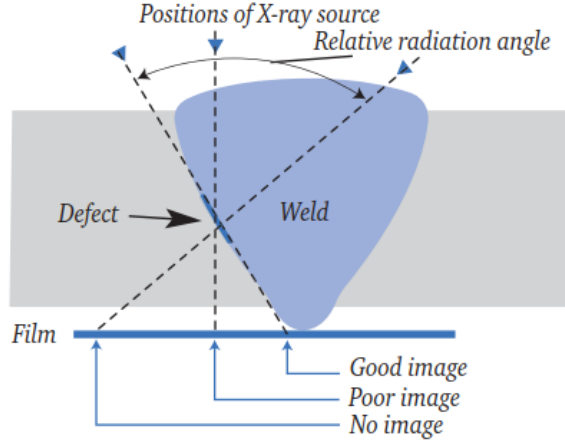 Positions of X-ray source
Relative radiation angle
Defect
Weld
Film
Good image
Poor image
No image